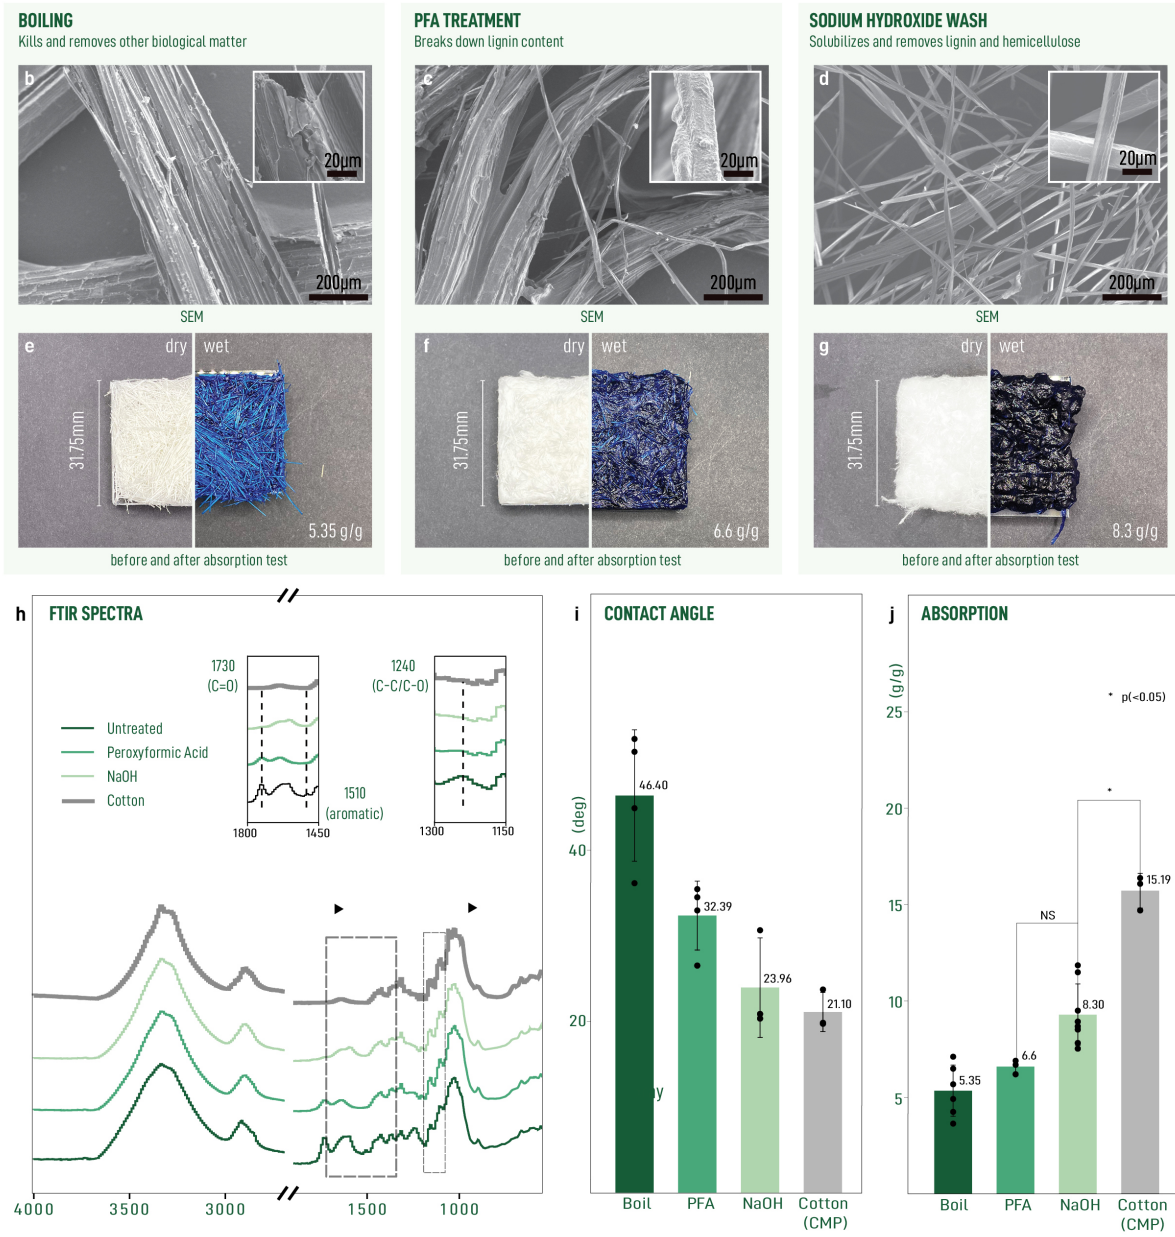 BOILING
Kills and removes other biological matter
PFA TREATMENT
Breaks down lignin content
SODIUM HYDROXIDE WASH
Solubilizes and removes lignin and hemicellulose
b
20μm
200μm
c
20μm
200μm
d
20μm
200μm
SEM
SEM
SEM
e
dry
wet
31.75mm
5.35 g/g
f
dry
wet
31.75mm
6.6 g/g
g
dry
wet
31.75mm
8.3 g/g
before and after absorption test
before and after absorption test
before and after absorption test
h
FTIR SPECTRA
1730
(C=O)
1240
(C-C/C-O)
Untreated
Peroxyformic Acid
NaOH
Cotton
1510
(aromatic)
1800
1450
1300
1150
4000
3500
3000
1500
1000
i
CONTACT ANGLE
(deg)
40
20
46.40
32.39
23.96
21.10
Boil
PFA
NaOH
Cotton
(CMP)
j
ABSORPTION
(g/g)
25
20
15
10
5
* p(<0.05)
*
NS
5.35
6.6
8.30
15.19
Boil
PFA
NaOH
Cotton
(CMP)